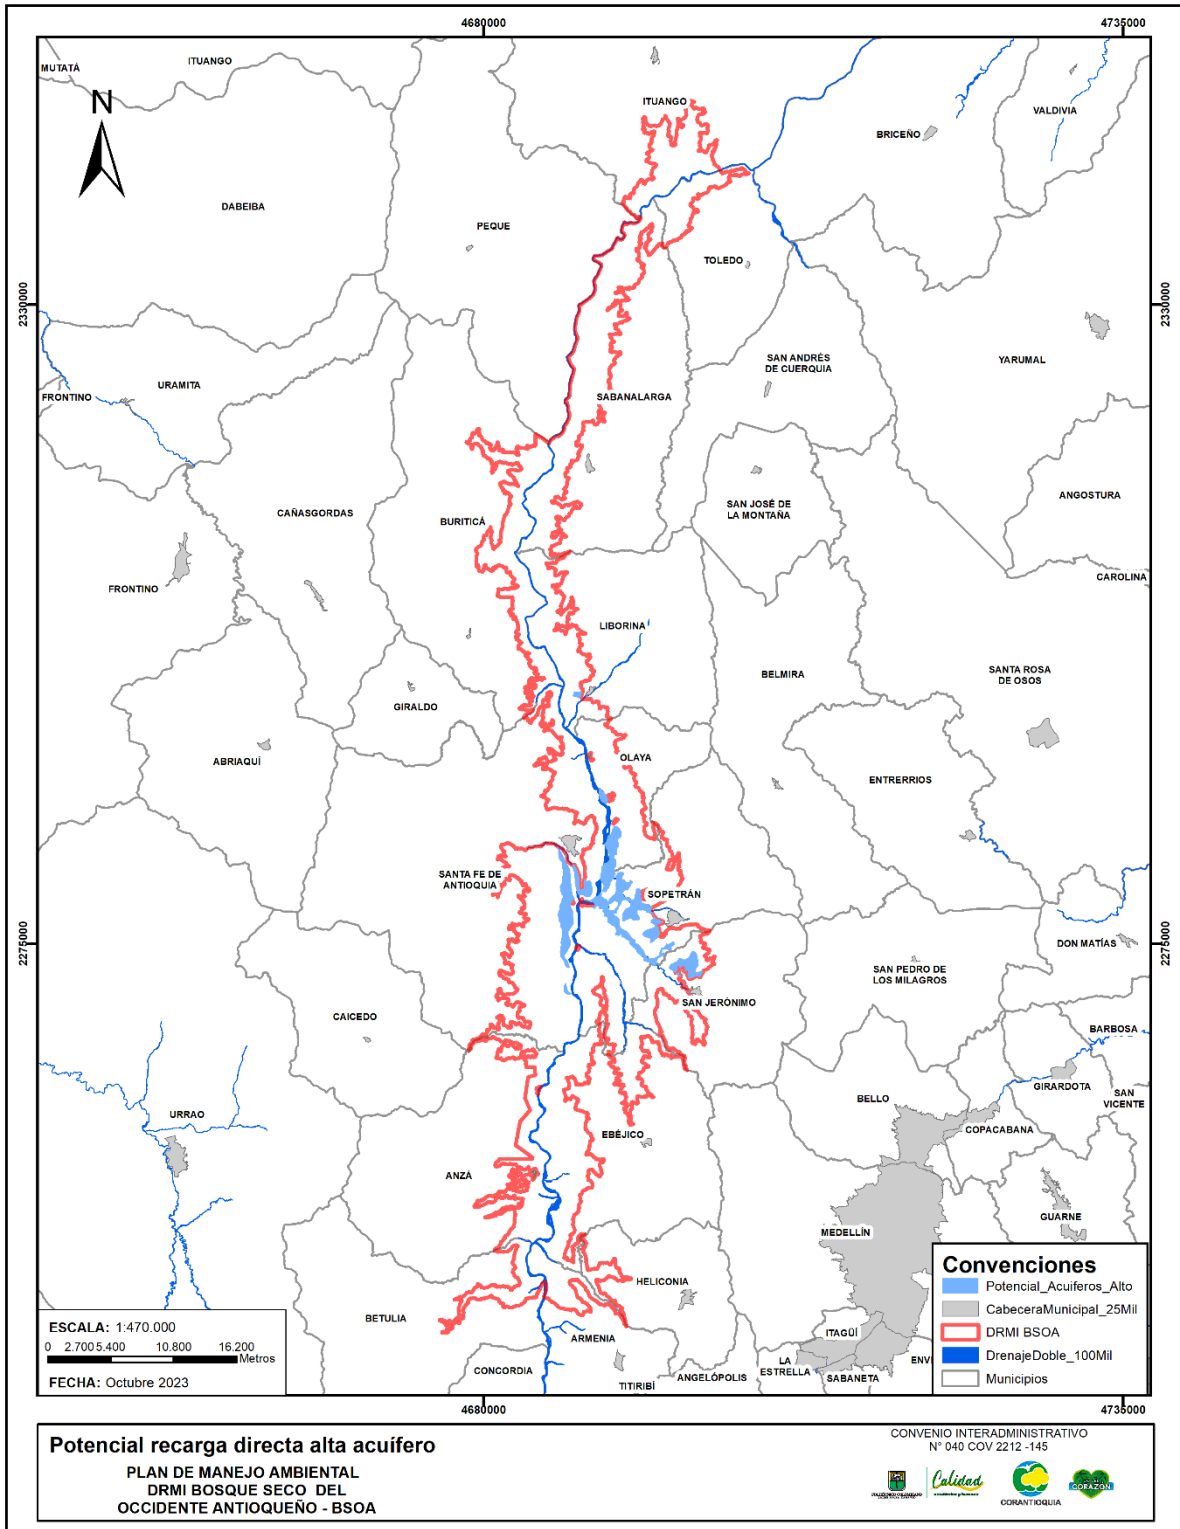 4680000
4735000
MUTATÁ
ITUANGO
N
ITUANGO
VALDIVIA
BRICEÑO
DABEIBA
PEQUE
TOLEDO
2330000
2330000
SAN ANDRÉS
DE CUERQUIA
YARUMAL
URAMITA
FRONTINO
SABANALARGA
ANGOSTURA
SAN JOSÉ DE
LA MONTAÑA
CAÑASGORDAS
BURITICÁ
CAROLINA
FRONTINO
LIBORINA
BELMIRA
SANTA ROSA
DE OSOS
GIRALDO
ABRIAQUÍ
OLAYA
ENTRERRIOS
SANTA FE DE
ANTIOQUIA
SOPETRÁN
2275000
2275000
DON MATÍAS
SAN PEDRO DE
LOS MILAGROS
SAN JERÓNIMO
CAICEDO
BARBOSA
GIRARDOTA
SAN
VICENTE
BELLO
URRAO
COPACABANA
EBÉJICO
ANZÁ
GUARNE
MEDELLÍN
HELICONIA
BETULIA
ARMENIA
ITAGÜÍ
CONCORDIA
TITIRIBÍ
ANGELÓPOLIS
LA
ESTRELLA
SABANETA
ENVI
Convenciones
Potencial_Acuiferos_Alto
CabeceraMunicipal_25Mil
DRMI BSOA
DrenajeDoble_100Mil
Municipios
ESCALA: 1:470.000
0 2.700 5.400 10.800 16.200
Metros
FECHA: Octubre 2023
4680000
4735000
Potencial recarga directa alta acuífero
PLAN DE MANEJO AMBIENTAL
DRMI BOSQUE SECO DEL
OCCIDENTE ANTIOQUEÑO - BSOA
CONVENIO INTERADMINISTRATIVO
N° 040 COV 2212 -145
Calidad
CORANTIOQUIA
CORAZÓN